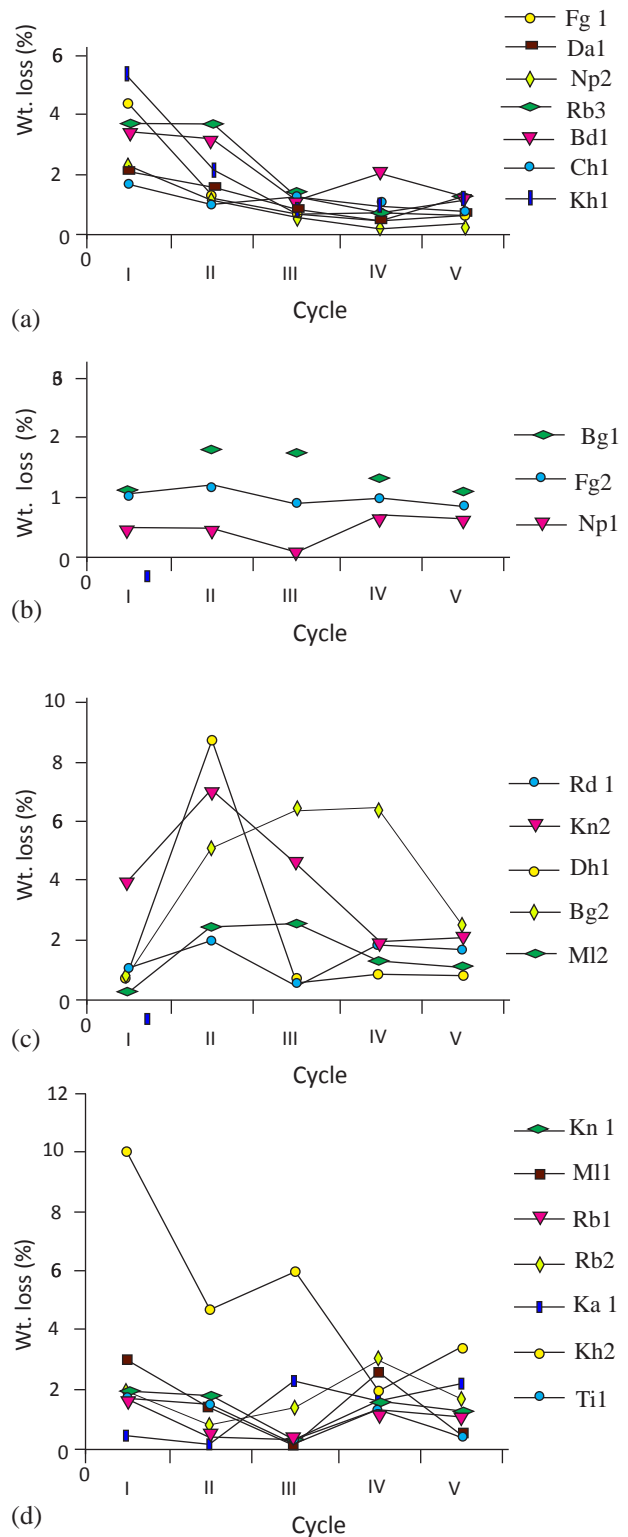 Wt. loss (%)
6
4
2
0
0
I II III IV V
Cycle
(a)
Fg 1
Da1
Np2
Rb3
Bd1
Ch1
Kh1
Wt. loss (%)
2
1
0
0
I II III IV V
Cycle
(b)
Bg1
Fg2
Np1
Wt. loss (%)
10
8
6
4
2
0
0
I II III IV V
Cycle
(c)
Rd 1
Kn2
Dh1
Bg2
Ml2
Wt. loss (%)
12
10
8
6
4
2
0
0
I II III IV V
Cycle
(d)
Kn 1
Ml1
Rb1
Rb2
Ka 1
Kh2
Ti1